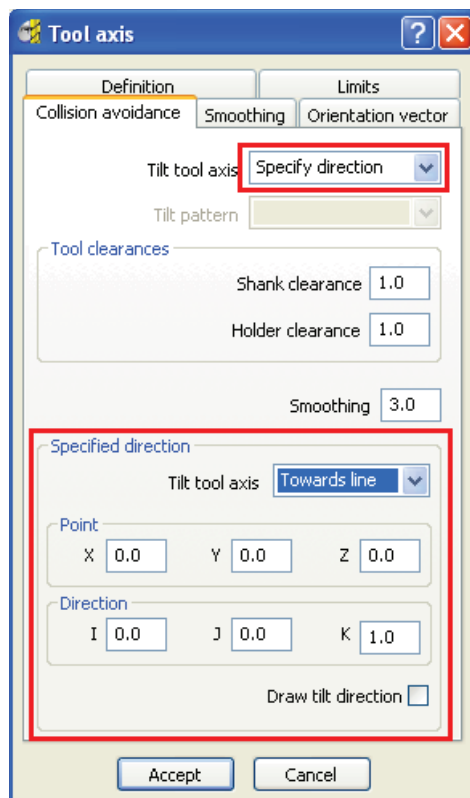 Tool axis
Definition Limits
Collision avoidance Smoothing Orientation vector
Tilt tool axis Specify direction
Tilt pattern
Tool clearances
Shank clearance 1.0
Holder clearance 1.0
Smoothing 3.0
Specified direction
Tilt tool axis Towards line
Point
X 0.0 Y 0.0 Z 0.0
Direction
I 0.0 J 0.0 K 1.0
Draw tilt direction
Accept Cancel